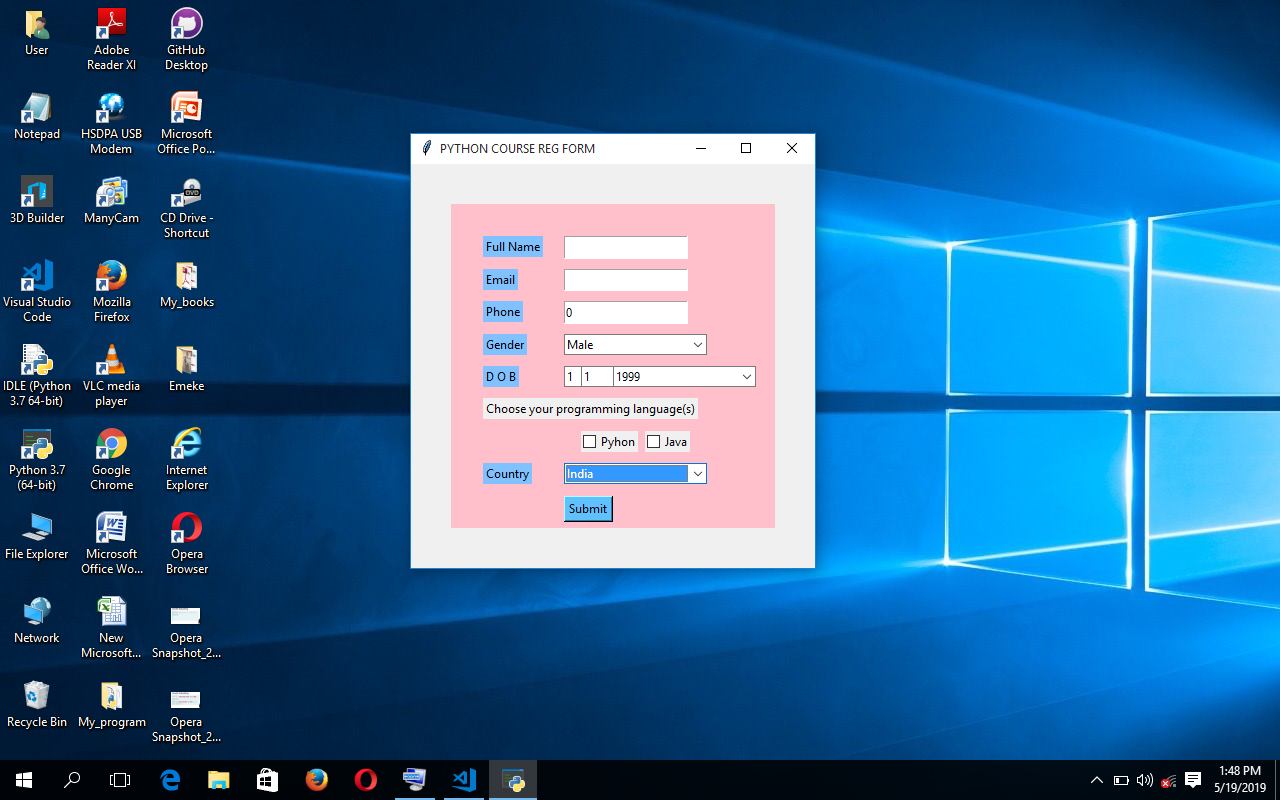 User
Adobe
Reader XI
GitHub
Desktop
Notepad
HSDPA USB
Modem
Microsoft
Office Po...
3D Builder
ManyCam
CD Drive -
Shortcut
Visual Studio
Code
Mozilla
Firefox
My_books
IDLE (Python
3.7 64-bit)
VLC media
player
Emeke
Python 3.7
(64-bit)
Google
Chrome
Internet
Explorer
File Explorer
Microsoft
Office Wo...
Opera
Browser
Network
New
Microsoft...
Opera
Snapshot_2...
Recycle Bin
My_program
Opera
Snapshot_2...
PYTHON COURSE REG FORM
Full Name
Email
Phone 0
Gender Male
D O B 1 1 1999
Choose your programming language(s)
Pyhon Java
Country India
Submit
1:48 PM
5/19/2019